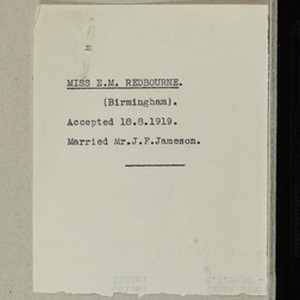 MISS E.M. REDBOURNE.
(Birmingham).
Accepted 18.8.1919.
Married Mr.J.F.Jameson.